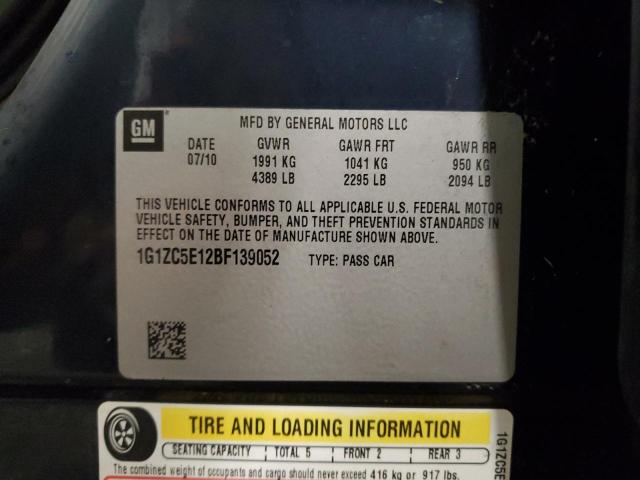 GM
MFD BY GENERAL MOTORS LLC
DATE GVWR GAWR FRT GAWR RR
07/10 1991 KG 1041 KG 950 KG
4389 LB 2295 LB 2094 LB
THIS VEHICLE CONFORMS TO ALL APPLICABLE U.S. FEDERAL MOTOR
VEHICLE SAFETY, BUMPER, AND THEFT PREVENTION STANDARDS IN
EFFECT ON THE DATE OF MANUFACTURE SHOWN ABOVE.
1G1ZC5E12BF139052 TYPE: PASS CAR
TIRE AND LOADING INFORMATION
SEATING CAPACITY TOTAL 5 FRONT 2 REAR 3
The combined weight of occupants and cargo should never exceed 416 kg or 917 lbs.
1G1ZC5E